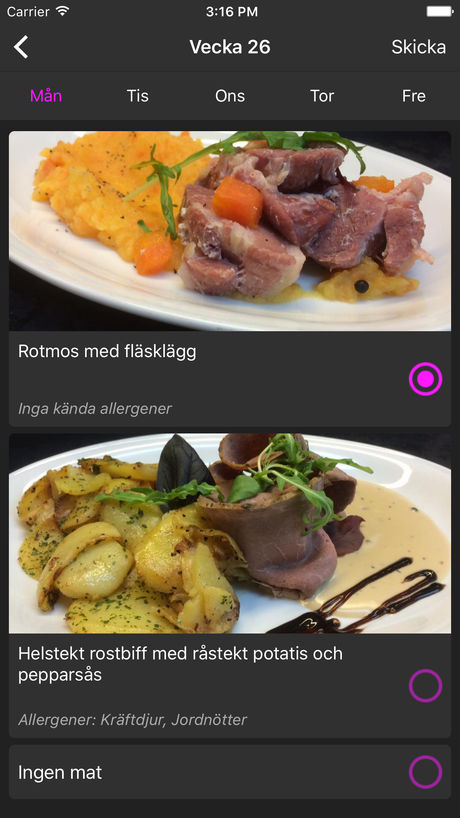 Carrier 3:16 PM
Vecka 26 Skicka
Mån Tis Ons Tor Fre
Rotmos med fläsklägg
Inga kända allergener
Helstekt rostbiff med råstekt potatis och
pepparsås
Allergener: Kräftdjur, Jordnötter
Ingen mat